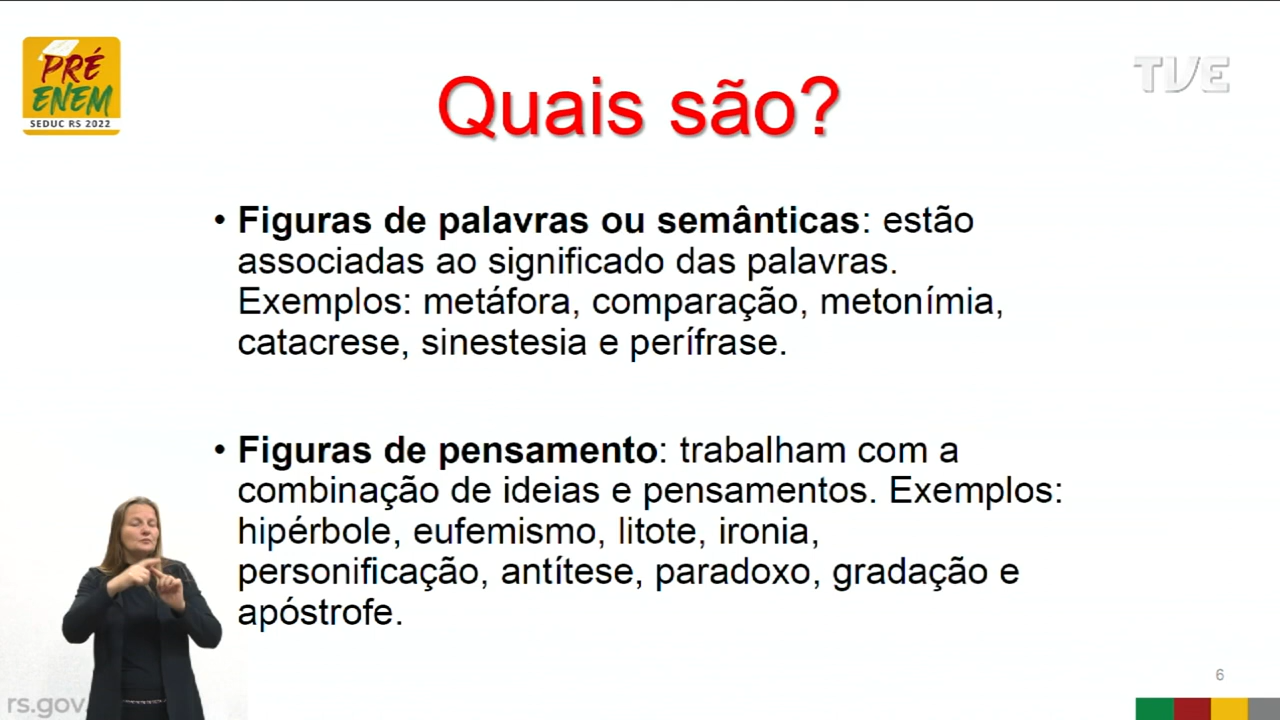 PRÉ
ENEM
SEDUC RS 2022
TVE
Quais são?
• Figuras de palavras ou semânticas: estão
associadas ao significado das palavras.
Exemplos: metáfora, comparação, metonímia,
catacrese, sinestesia e perífrase.
• Figuras de pensamento: trabalham com a
combinação de ideias e pensamentos. Exemplos:
hipérbole, eufemismo, litote, ironia,
personificação, antítese, paradoxo, gradação e
apóstrofe.
6
rs.gov.